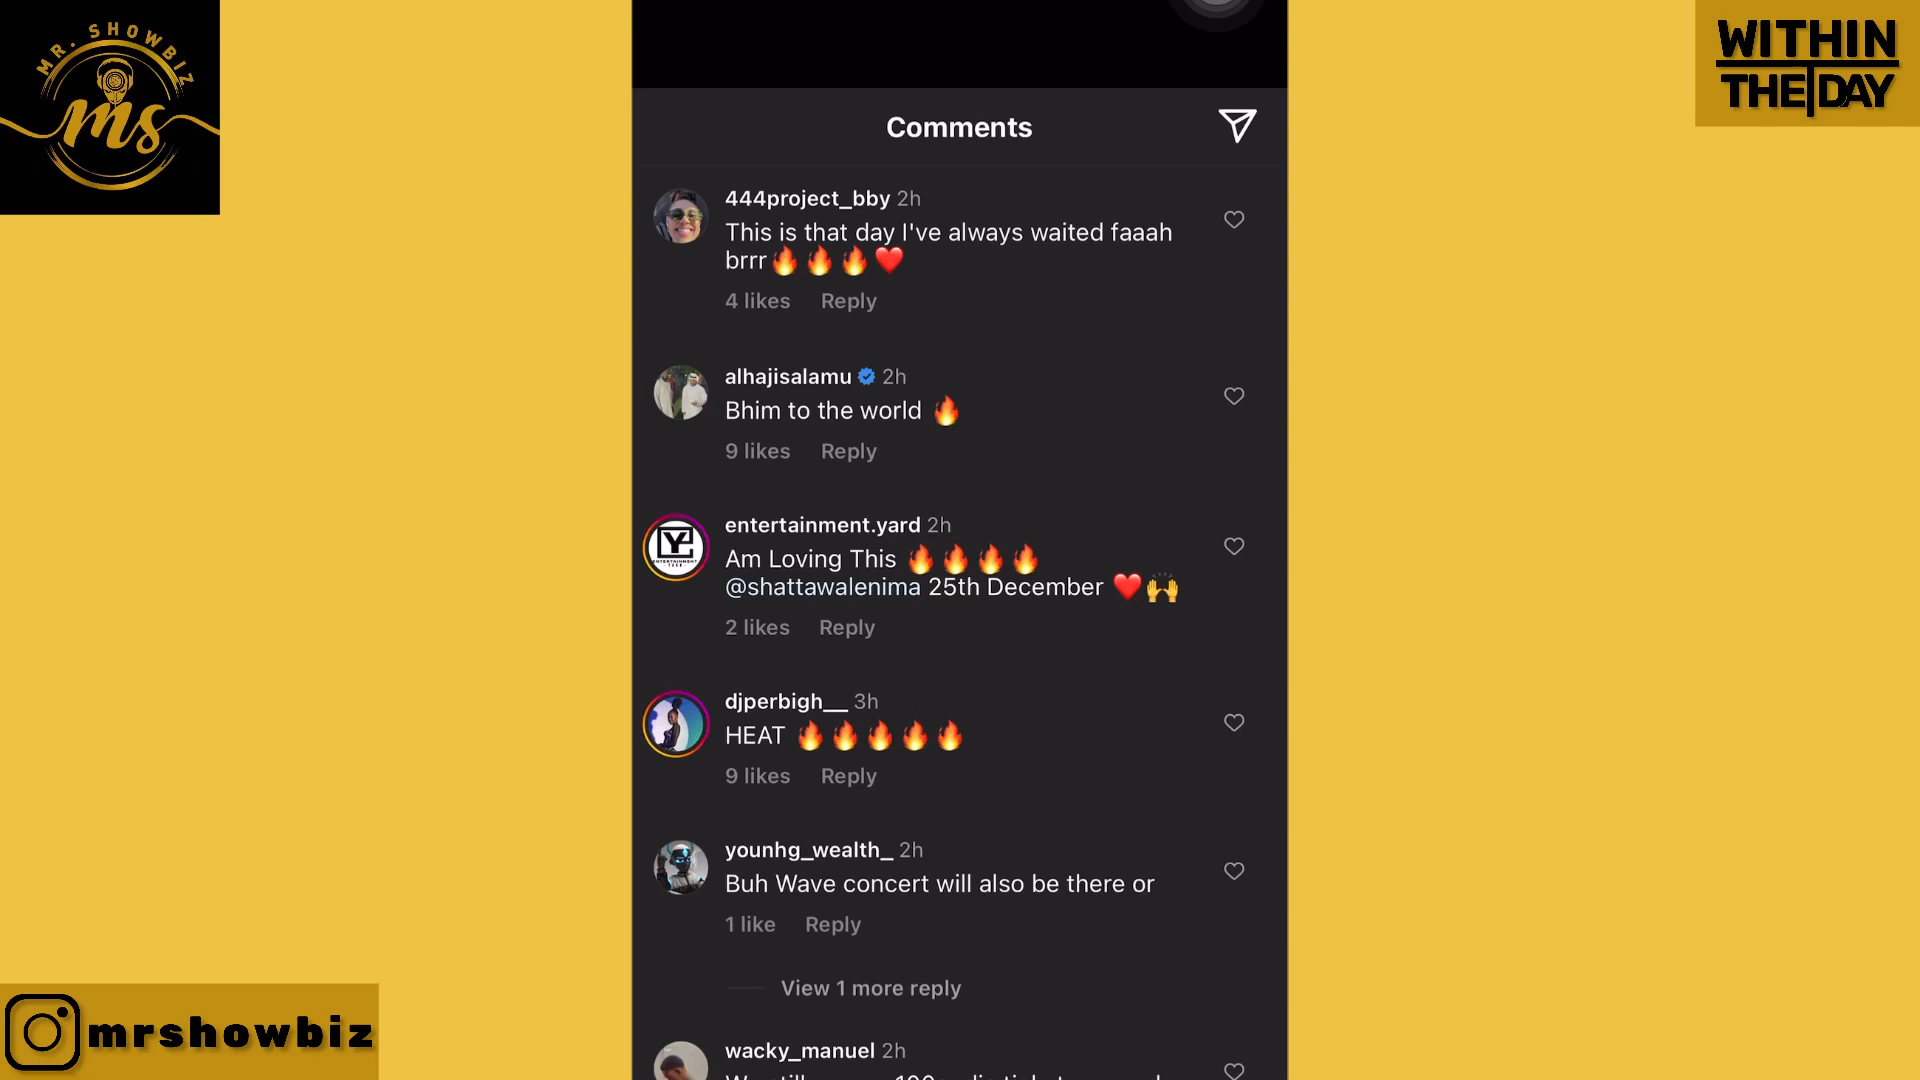 MR. SHOWBIZ
ms
WITHIN
THE DAY
Comments
444project_bby 2h
This is that day I've always waited faaah
brrr🔥🔥🔥❤️
4 likes Reply
alhajisalamu 2h
Bhim to the world 🔥
9 likes Reply
YE
ENTERTAINMENT
YARD
entertainment.yard 2h
Am Loving This 🔥🔥🔥🔥
@shattawalenima 25th December ❤️🙌
2 likes Reply
djperbigh__ 3h
HEAT 🔥🔥🔥🔥🔥
9 likes Reply
younhg_wealth_ 2h
Buh Wave concert will also be there or
1 like Reply
View 1 more reply
wacky_manuel 2h
mrshowbiz